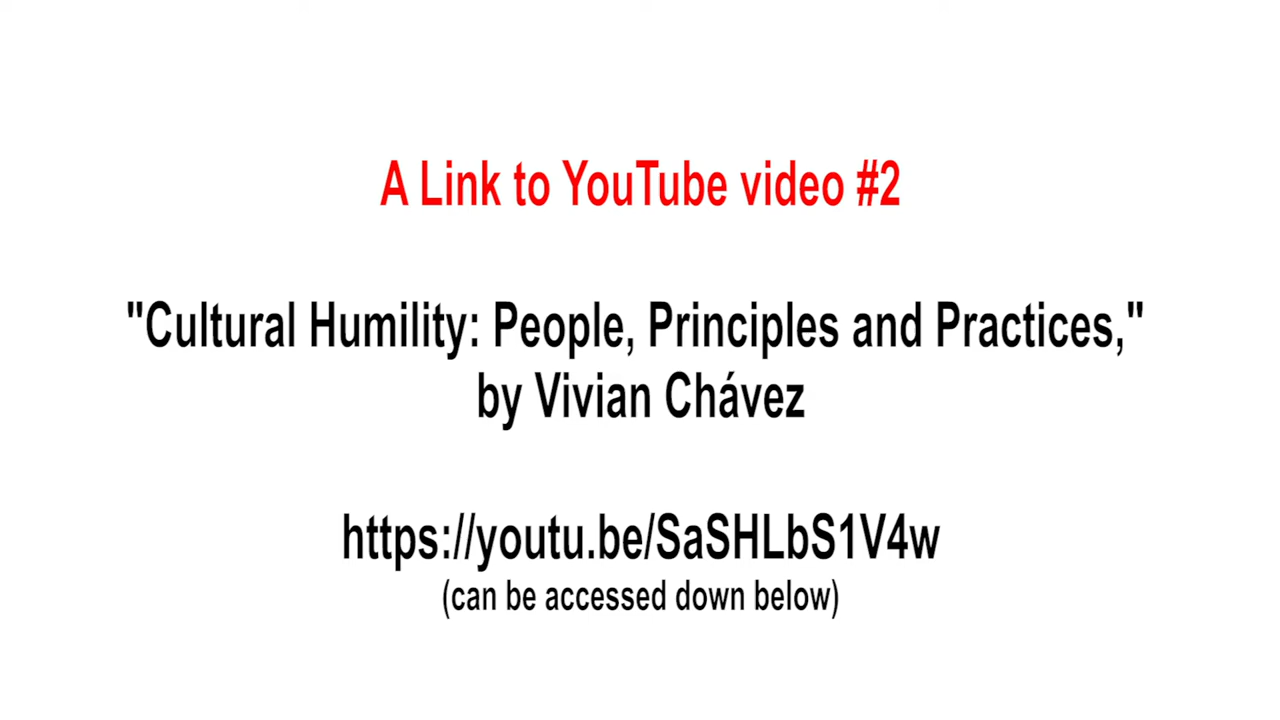 A Link to YouTube video #2
"Cultural Humility: People, Principles and Practices,"
by Vivian Chávez
https://youtu.be/SaSHLbS1V4w
(can be accessed down below)